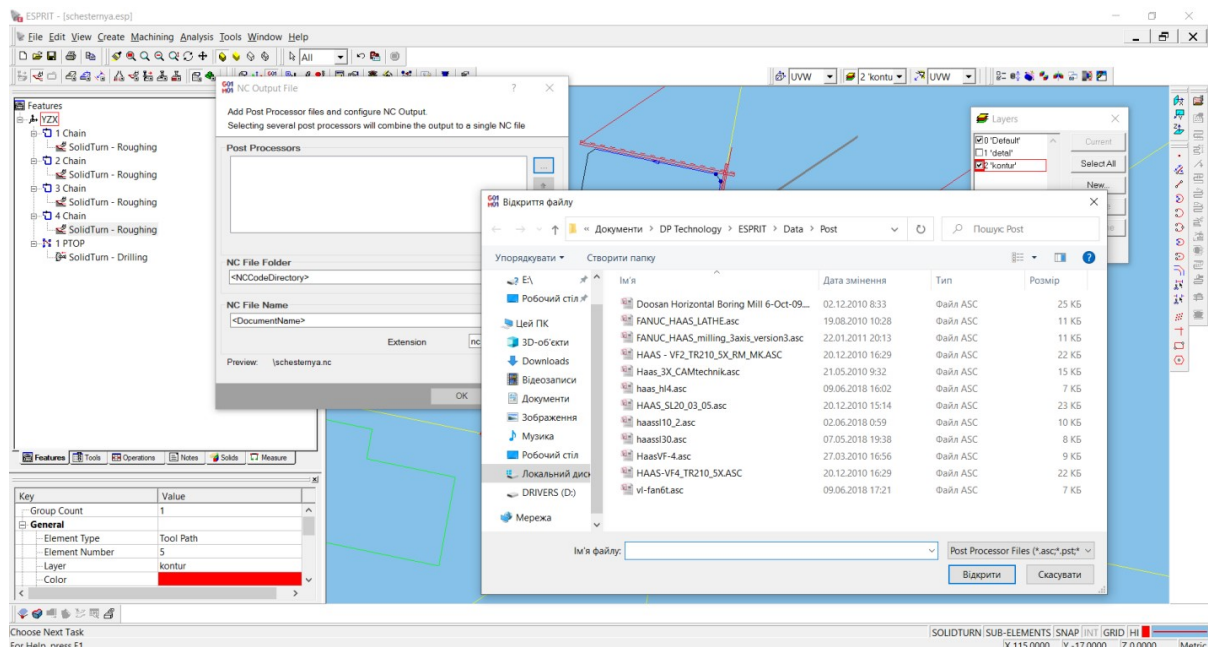 ESPRIT - [schesternya.esp]
File Edit View Create Machining Analysis Tools Window Help
All
UVW
2 'kontu
UVW
Features
YZX
1 Chain
SolidTurn - Roughing
2 Chain
SolidTurn - Roughing
3 Chain
SolidTurn - Roughing
4 Chain
SolidTurn - Roughing
1 PTOP
SolidTurn - Drilling
Features Tools Operations Notes Solids Measure
Key Value
Group Count 1
General
Element Type Tool Path
Element Number 5
Layer kontur
Color
NC Output File
Add Post Processor files and configure NC Output.
Selecting several post processors will combine the output to a single NC file
Post Processors
...
NC File Folder
<NCCodeDirectory>
NC File Name
<DocumentName>
Extension nc
Preview: \schesternya.nc
OK
Layers
0 'Default'
1 'detal'
2 'kontur'
Current
Select All
New...
Відкриття файлу
« Документи > DP Technology > ESPRIT > Data > Post
Пошук: Post
Упорядкувати Створити папку
E:\
Робочий стіл
Цей ПК
3D-об'єкти
Downloads
Відеозаписи
Документи
Зображення
Музика
Робочий стіл
Локальний диск
DRIVERS (D:)
Мережа
Ім'я Дата змінення Тип Розмір
Doosan Horizontal Boring Mill 6-Oct-09.... 02.12.2010 8:33 Файл ASC 25 КБ
FANUC_HAAS_LATHE.asc 19.08.2010 10:28 Файл ASC 11 КБ
FANUC_HAAS_milling_3axis_version3.asc 22.01.2011 20:13 Файл ASC 11 КБ
HAAS - VF2_TR210_5X_RM_MK.ASC 20.12.2010 16:29 Файл ASC 22 КБ
Haas_3X_CAMtechnik.asc 21.05.2010 9:32 Файл ASC 15 КБ
haas_hl4.asc 09.06.2018 16:02 Файл ASC 7 КБ
HAAS_SL20_03_05.asc 20.12.2010 15:14 Файл ASC 23 КБ
haassl10_2.asc 02.06.2018 0:59 Файл ASC 10 КБ
haassl30.asc 07.05.2018 19:38 Файл ASC 8 КБ
HaasVF-4.asc 27.03.2010 16:56 Файл ASC 9 КБ
HAAS-VF4_TR210_5X.ASC 20.12.2010 16:29 Файл ASC 22 КБ
vl-fan6t.asc 09.06.2018 17:21 Файл ASC 7 КБ
Ім'я файлу:
Post Processor Files (*.asc;*.pst;*
Відкрити Скасувати
Choose Next Task
SOLIDTURN SUB-ELEMENTS SNAP INT GRID HI
For Help, press F1
X 115.0000 Y -17.0000 Z 0.0000 Metric